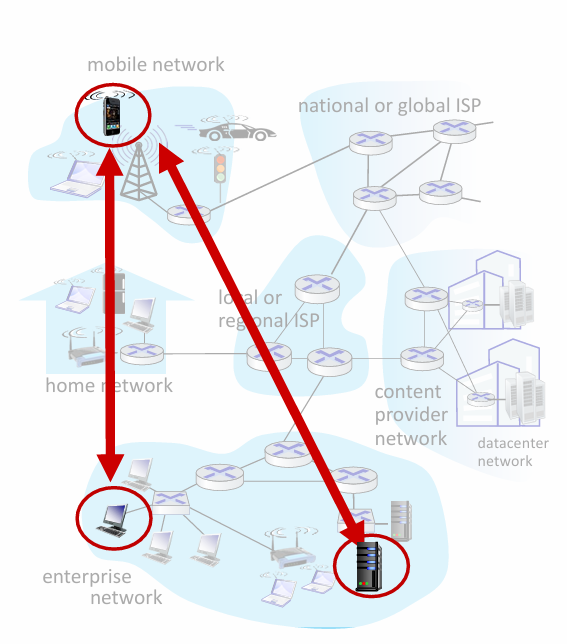 mobile network
national or global ISP
local or
regional ISP
home network
content
provider
network
datacenter
network
enterprise
network